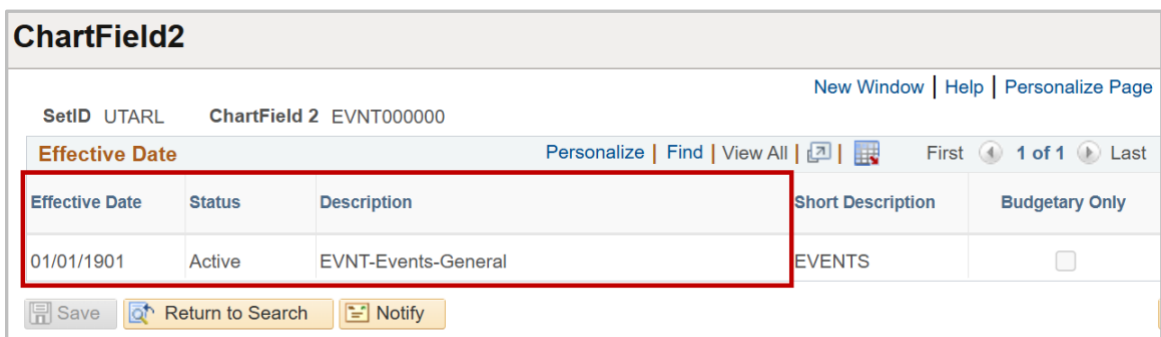 ChartField2
New Window | Help | Personalize Page
SetID UTARL ChartField 2 EVNT000000
Effective Date Personalize | Find | View All | | First 1 of 1 Last
Effective Date Status Description Short Description Budgetary Only
01/01/1901 Active EVNT-Events-General EVENTS
Save Return to Search Notify